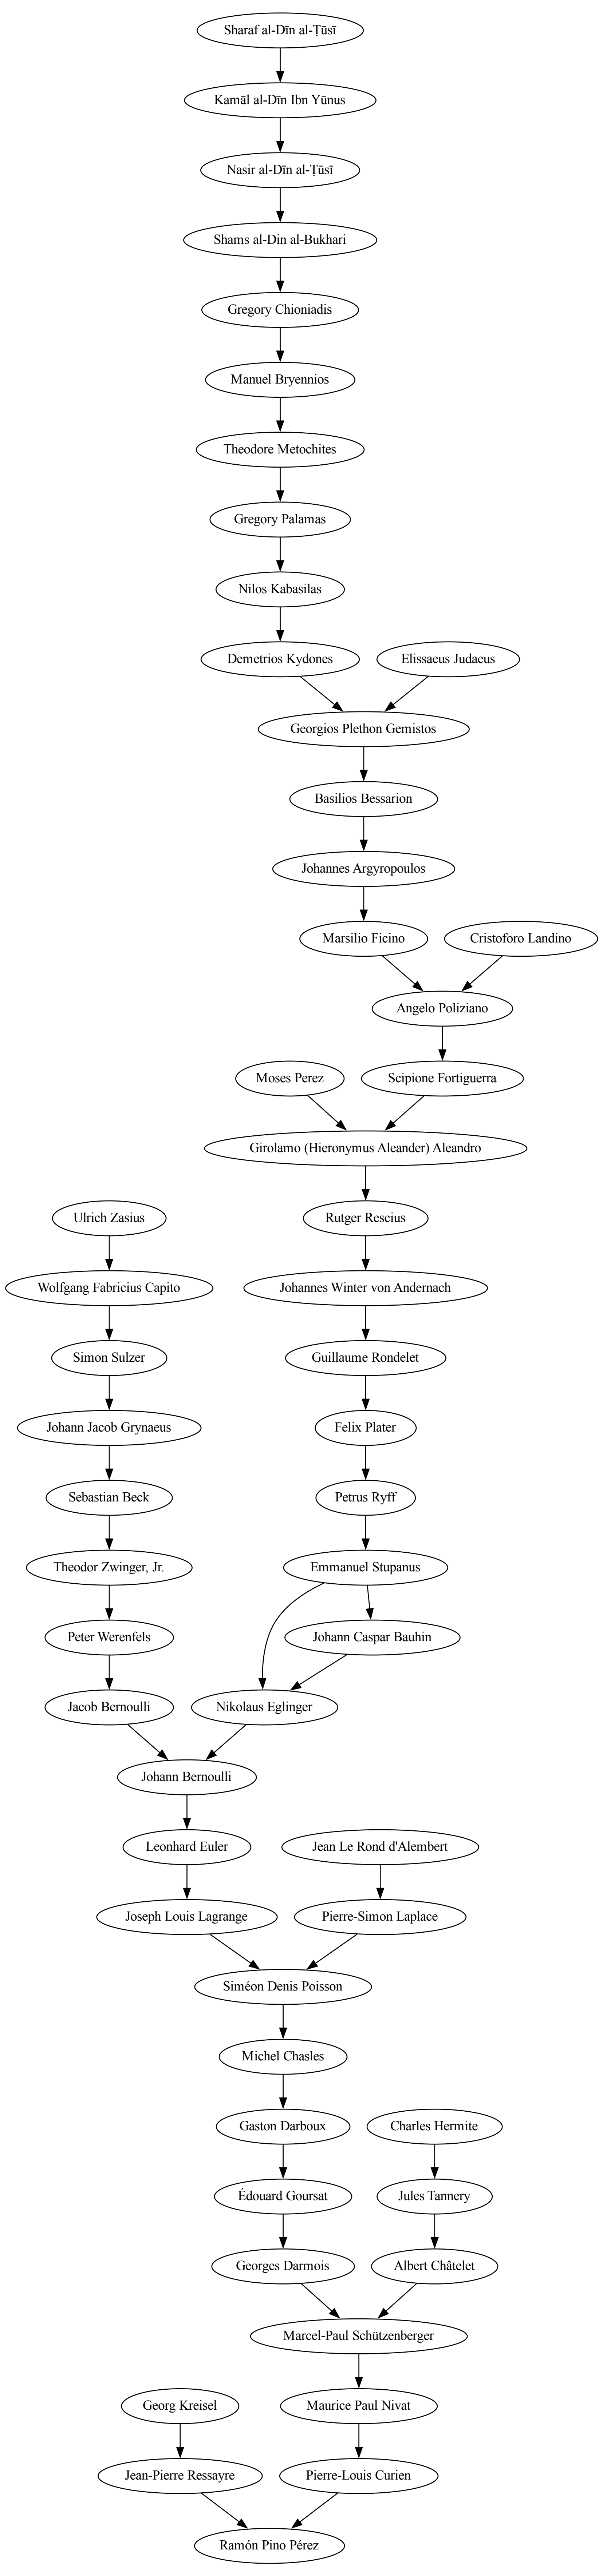 Sharaf al-Dīn al-Ṭūsī
Kamāl al-Dīn Ibn Yūnus
Nasir al-Dīn al-Ṭūsī
Shams al-Din al-Bukhari
Gregory Chioniadis
Manuel Bryennios
Theodore Metochites
Gregory Palamas
Nilos Kabasilas
Demetrios Kydones
Elissaeus Judaeus
Georgios Plethon Gemistos
Basilios Bessarion
Johannes Argyropoulos
Marsilio Ficino
Cristoforo Landino
Angelo Poliziano
Moses Perez
Scipione Fortiguerra
Girolamo (Hieronymus Aleander) Aleandro
Ulrich Zasius
Rutger Rescius
Wolfgang Fabricius Capito
Johannes Winter von Andernach
Simon Sulzer
Guillaume Rondelet
Johann Jacob Grynaeus
Felix Plater
Sebastian Beck
Petrus Ryff
Theodor Zwinger, Jr.
Emmanuel Stupanus
Peter Werenfels
Johann Caspar Bauhin
Jacob Bernoulli
Nikolaus Eglinger
Johann Bernoulli
Leonhard Euler
Jean Le Rond d'Alembert
Joseph Louis Lagrange
Pierre-Simon Laplace
Siméon Denis Poisson
Michel Chasles
Gaston Darboux
Charles Hermite
Édouard Goursat
Jules Tannery
Georges Darmois
Albert Châtelet
Marcel-Paul Schützenberger
Georg Kreisel
Maurice Paul Nivat
Jean-Pierre Ressayre
Pierre-Louis Curien
Ramón Pino Pérez